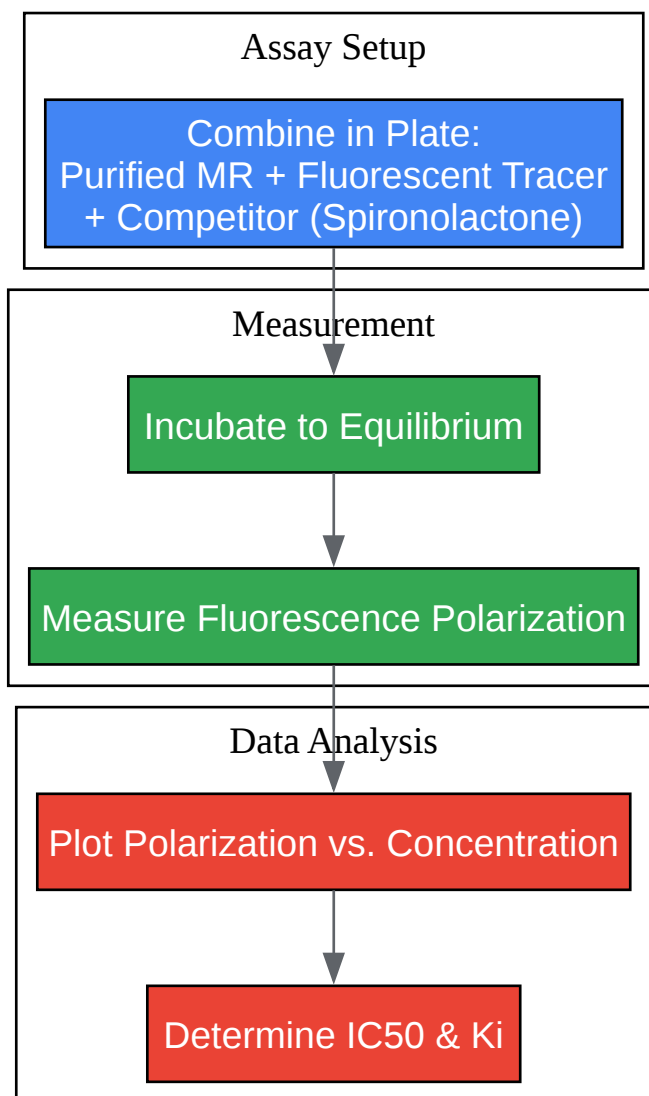 Assay Setup
Combine in Plate:
Purified MR + Fluorescent Tracer
+ Competitor (Spironolactone)
Measurement
Incubate to Equilibrium
Measure Fluorescence Polarization
Data Analysis
Plot Polarization vs. Concentration
Determine IC50 & Ki